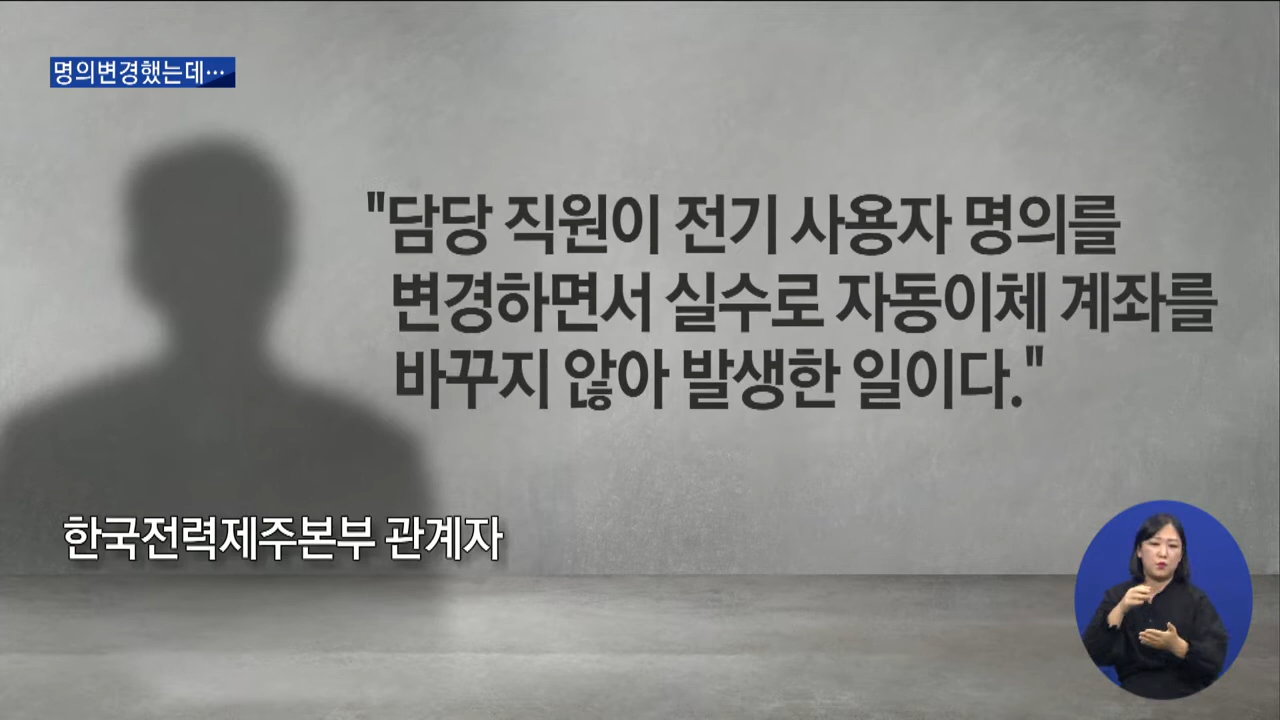 명의변경했는데…
"담당 직원이 전기 사용자 명의를
변경하면서 실수로 자동이체 계좌를
바꾸지 않아 발생한 일이다."
한국전력제주본부 관계자